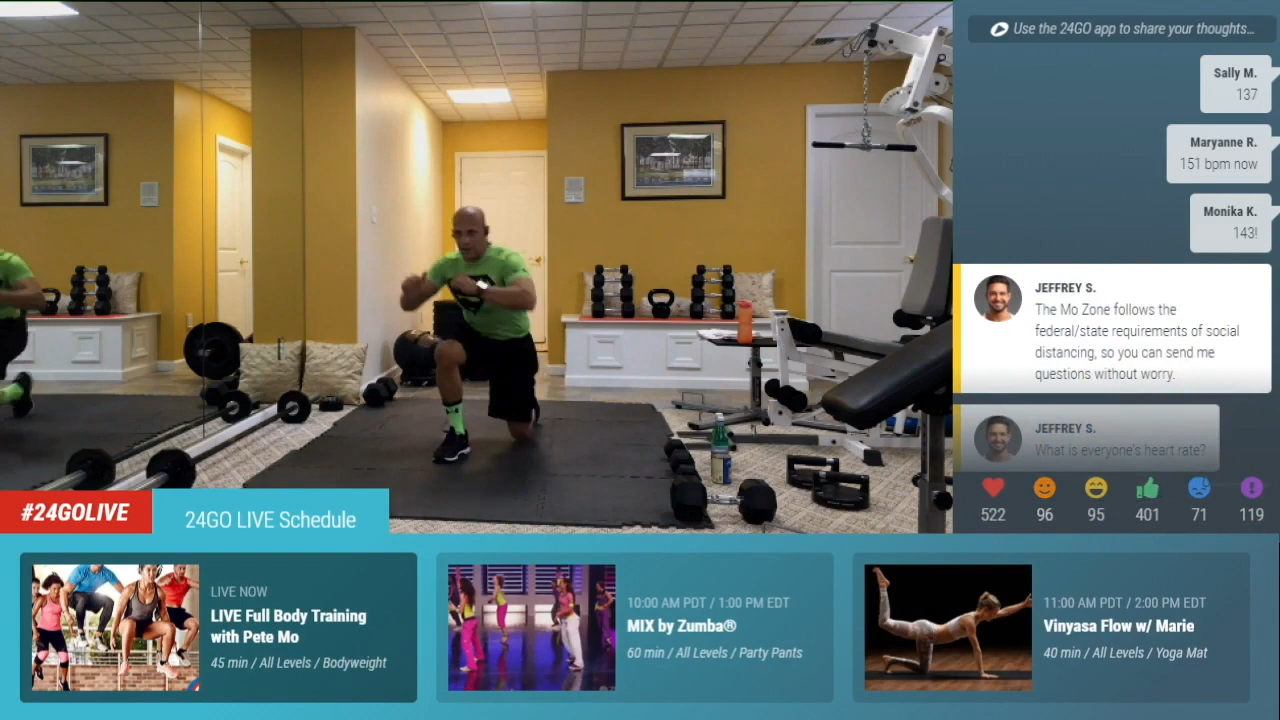 Use the 24GO app to share your thoughts...
Sally M.
137
Maryanne R.
151 bpm now
Monika K.
143!
JEFFREY S.
The Mo Zone follows the
federal/state requirements of social
distancing, so you can send me
questions without worry.
JEFFREY S.
What is everyone's heart rate?
522 96 95 401 71 119
#24GOLIVE
24GO LIVE Schedule
LIVE NOW
LIVE Full Body Training
with Pete Mo
45 min / All Levels / Bodyweight
10:00 AM PDT / 1:00 PM EDT
MIX by Zumba®
60 min / All Levels / Party Pants
11:00 AM PDT / 2:00 PM EDT
Vinyasa Flow w/ Marie
40 min / All Levels / Yoga Mat